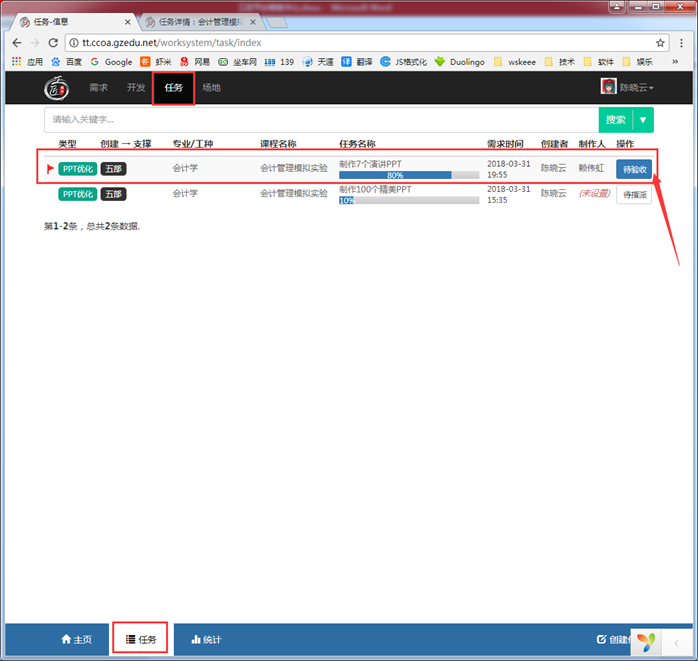 任务-信息
任务详情：会计管理模拟
tt.ccoa.gzedu.net/worksystem/task/index
应用 百度 Google 虾米 网易 坐车网 139 139 天涯 译 翻译 JS格式化 Duolingo wskeee 技术 软件 娱乐 »
需求 开发 任务 场地 陈晓云
请输入关键字... 搜索
类型 创建 → 支撑 专业/工种 课程名称 任务名称 需求时间 创建者 制作人 操作
PPT优化 五部 会计学 会计管理模拟实验 制作7个演讲PPT 80% 2018-03-31 19:55 陈晓云 赖伟虹 待验收
PPT优化 五部 会计学 会计管理模拟实验 制作100个精美PPT 10% 2018-03-31 15:35 陈晓云 (未设置) 待指派
第1-2条，总共2条数据.
主页 任务 统计 创建